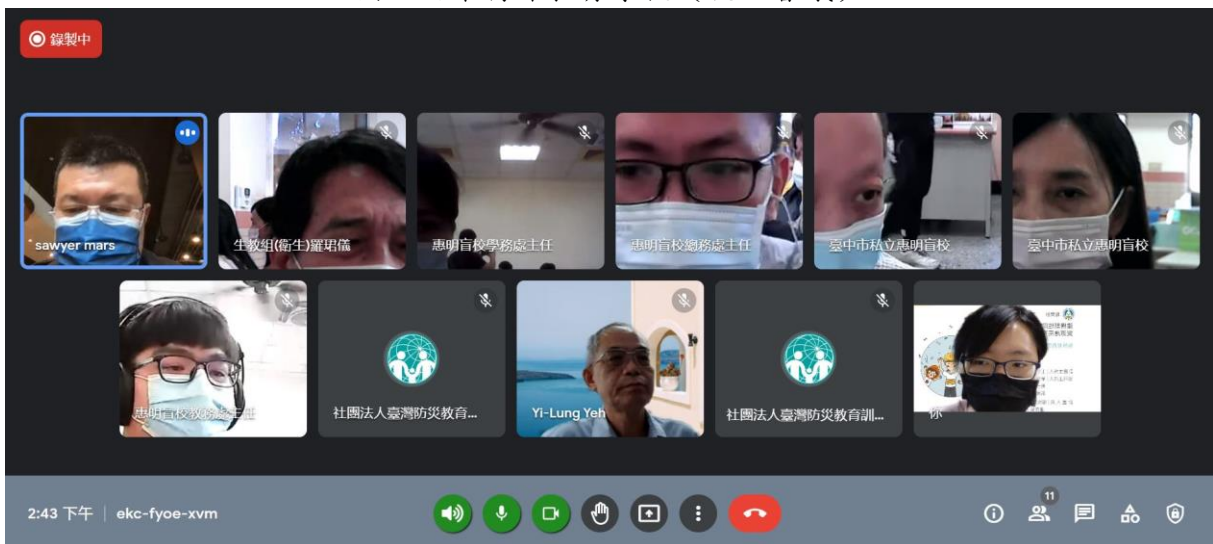 錄製中
sawyer mars
生教組(衛生)羅珺儀
惠明盲校學務處主任
惠明盲校總務處主任
臺中市私立惠明盲校
臺中市私立惠明盲校
惠明盲校教務處主任
社團法人臺灣防災教育...
Yi-Lung Yeh
社團法人臺灣防災教育訓...
你
2:43 下午 | ekc-fyoe-xvm
11